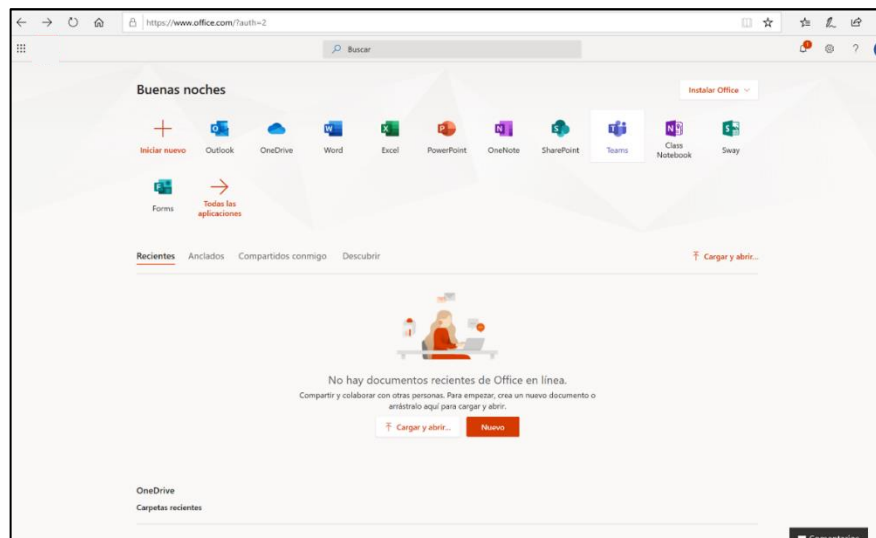 https://www.office.com/?auth=2
Buscar
1
?
Buenas noches
Instalar Office
Iniciar nuevo
Outlook
OneDrive
Word
Excel
PowerPoint
OneNote
SharePoint
Teams
Class
Notebook
Sway
Forms
Todas las
aplicaciones
Recientes
Anclados
Compartidos conmigo
Descubrir
Cargar y abrir...
No hay documentos recientes de Office en línea.
Compartir y colaborar con otras personas. Para empezar, crea un nuevo documento o
arrástralo aquí para cargar y abrir.
Cargar y abrir...
Nuevo
OneDrive
Carpetas recientes